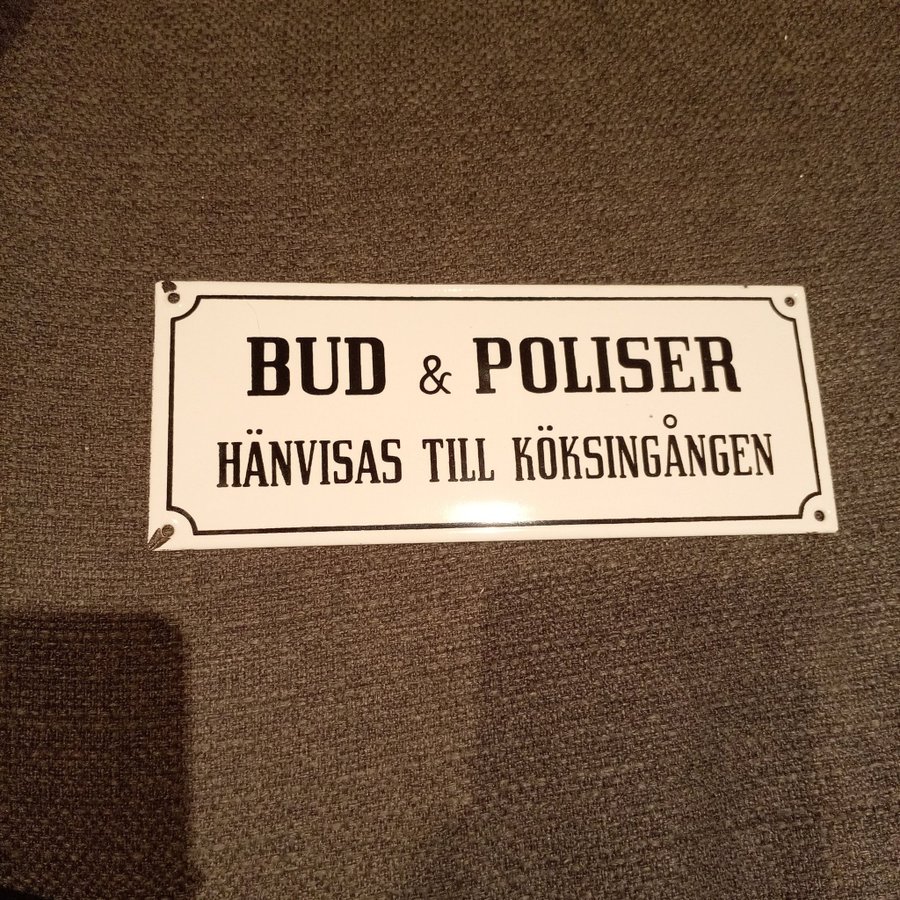 BUD & POLISER
HÄNVISAS TILL KÖKSINGÅNGEN